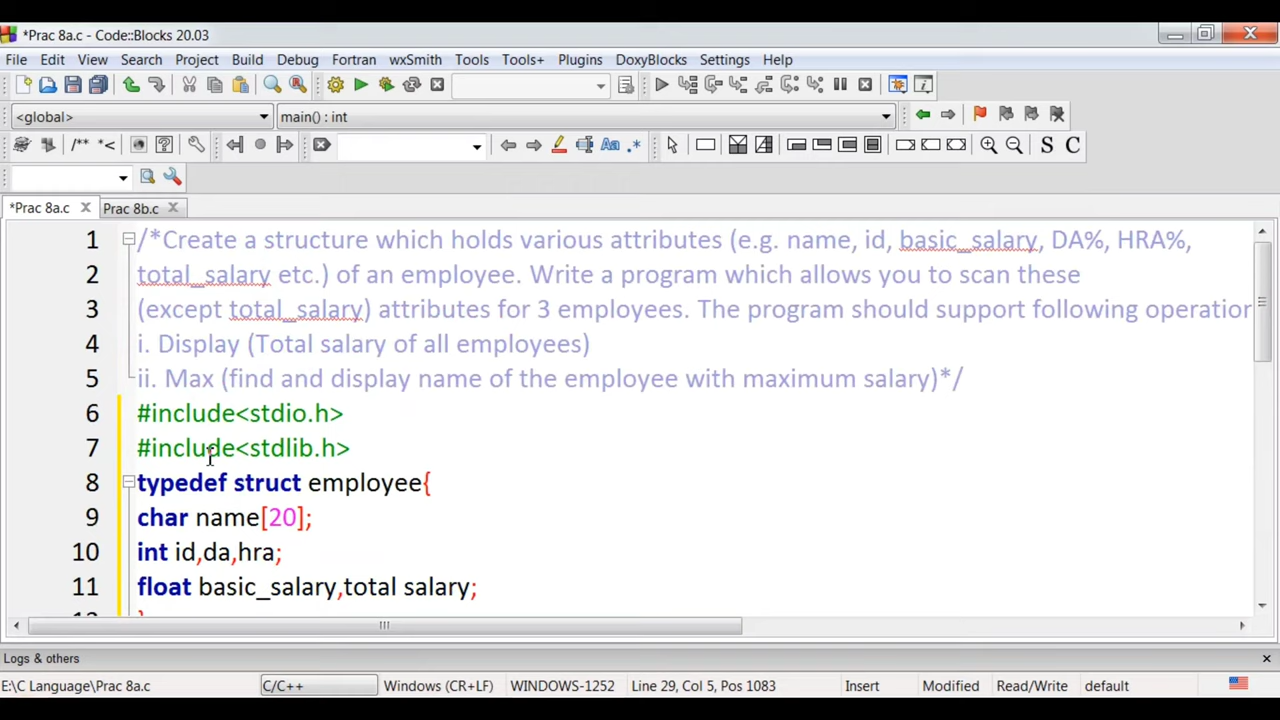 *Prac 8a.c - Code::Blocks 20.03
File Edit View Search Project Build Debug Fortran wxSmith Tools Tools+ Plugins DoxyBlocks Settings Help
<global> main() : int
/** *<
Aa .* S C
*Prac 8a.c Prac 8b.c
1 /*Create a structure which holds various attributes (e.g. name, id, basic_salary, DA%, HRA%,
2 total_salary etc.) of an employee. Write a program which allows you to scan these
3 (except total_salary) attributes for 3 employees. The program should support following operation
4 i. Display (Total salary of all employees)
5 ii. Max (find and display name of the employee with maximum salary)*/
6 #include<stdio.h>
7 #include<stdlib.h>
8 typedef struct employee{
9 char name[20];
10 int id,da,hra;
11 float basic_salary,total salary;
Logs & others
E:\C Language\Prac 8a.c C/C++ Windows (CR+LF) WINDOWS-1252 Line 29, Col 5, Pos 1083 Insert Modified Read/Write default